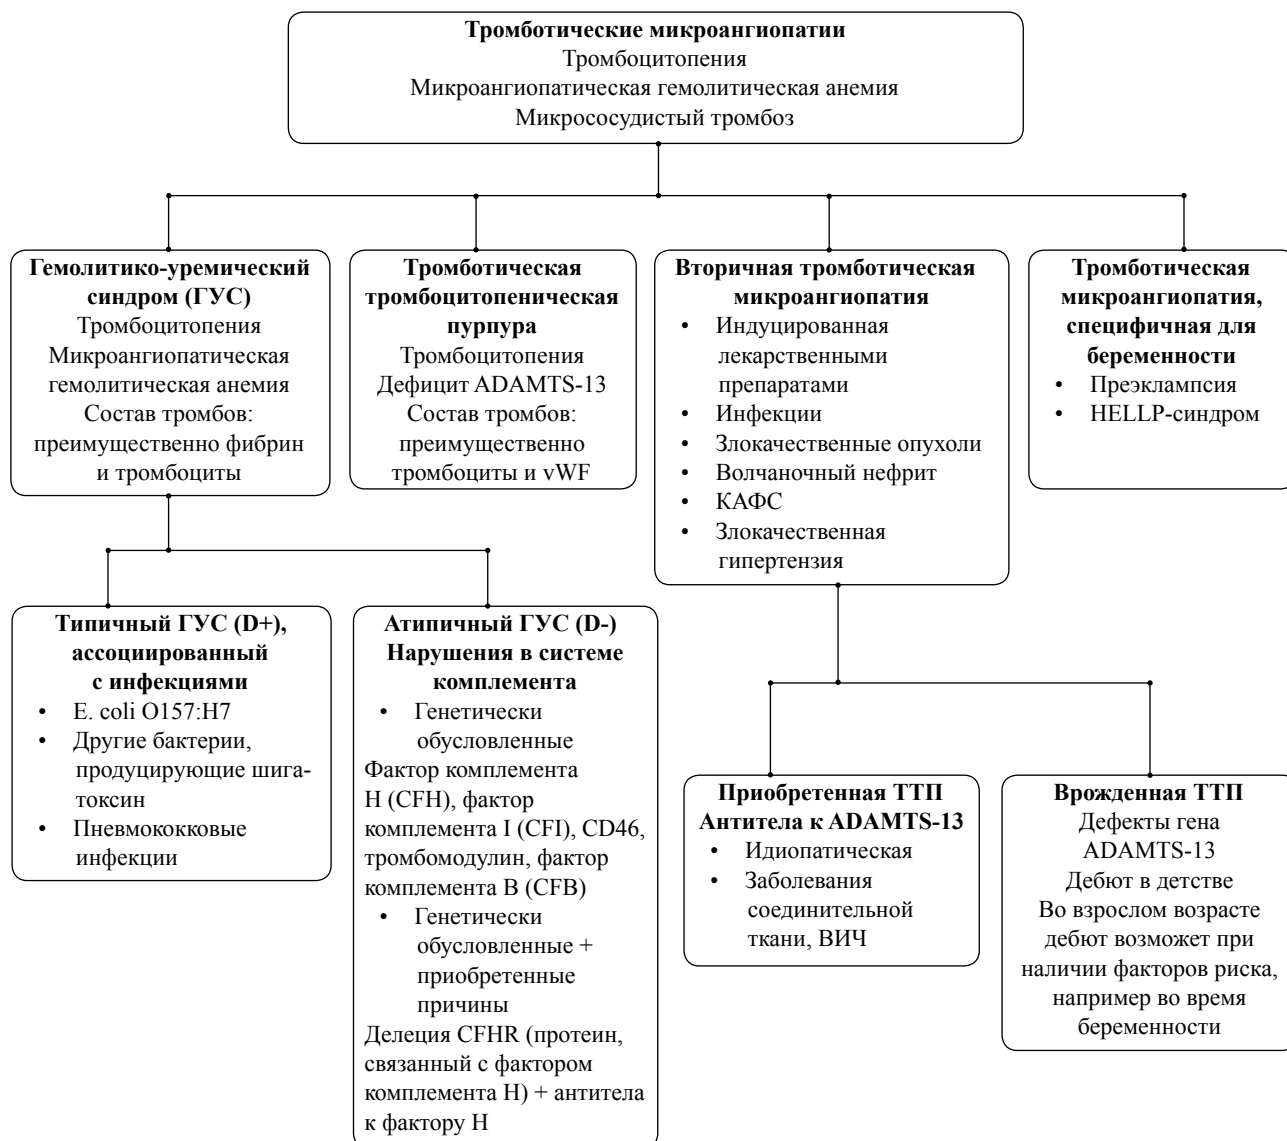 Тромботические микроангиопатии
Тромбоцитопения
Микроангиопатическая гемолитическая анемия
Микрососудистый тромбоз
Гемолитико-уремический
синдром (ГУС)
Тромбоцитопения
Микроангиопатическая
гемолитическая анемия
Состав тромбов:
преимущественно фибрин
и тромбоциты
Тромботическая
тромбоцитопеническая
пурпура
Тромбоцитопения
Дефицит ADAMTS-13
Состав тромбов:
преимущественно
тромбоциты и vWF
Вторичная тромботическая
микроангиопатия
• Индуцированная
лекарственными
препаратами
• Инфекции
• Злокачественные опухоли
• Волчаночный нефрит
• КАФС
• Злокачественная
гипертензия
Тромботическая
микроангиопатия,
специфичная для
беременности
• Преэклампсия
• HELLP-синдром
Типичный ГУС (D+),
ассоциированный
с инфекциями
• E. coli O157:H7
• Другие бактерии,
продуцирующие шига-
токсин
• Пневмококковые
инфекции
Атипичный ГУС (D-)
Нарушения в системе
комплемента
• Генетически
обусловленные
Фактор комплемента
H (CFH), фактор
комплемента I (CFI), CD46,
тромбомодулин, фактор
комплемента B (CFB)
• Генетически
обусловленные +
приобретенные
причины
Делеция CFHR (протеин,
связанный с фактором
комплемента H) + антитела
к фактору H
Приобретенная ТТП
Антитела к ADAMTS-13
• Идиопатическая
• Заболевания
соединительной
ткани, ВИЧ
Врожденная ТТП
Дефекты гена
ADAMTS-13
Дебют в детстве
Во взрослом возрасте
дебют возможет при
наличии факторов риска,
например во время
беременности